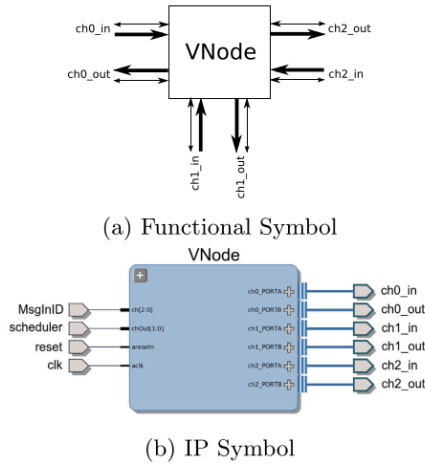 ch0_in
ch2_out
VNode
ch0_out
ch2_in
ch1_in
ch1_out
(a) Functional Symbol
VNode
ch0_PORTA
ch0_in
MsgInID
ch[2:0]
ch0_PORTB
ch0_out
scheduler
chOut[1:0]
ch1_PORTA
ch1_in
reset
aresetn
ch1_PORTB
ch1_out
clk
aclk
ch2_PORTA
ch2_in
ch2_PORTB
ch2_out
(b) IP Symbol